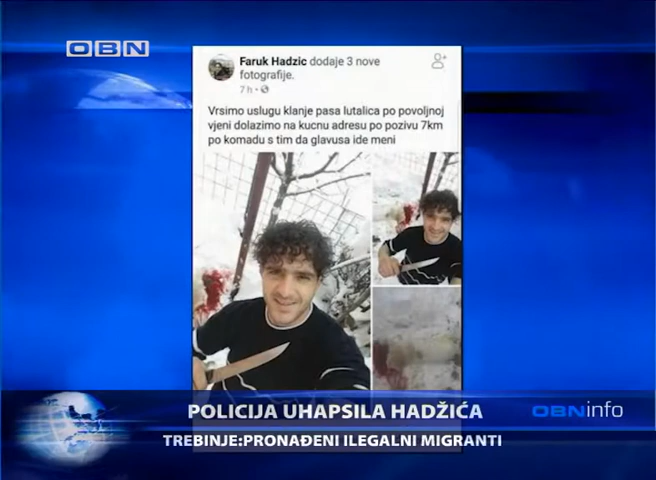 OBN
Faruk Hadzic dodaje 3 nove
fotografije.
7 h
Vrsimo uslugu klanje pasa lutalica po povoljnoj
vjeni dolazimo na kucnu adresu po pozivu 7km
po komadu s tim da glavusa ide meni
POLICIJA UHAPSILA HADŽIĆA
OBNinfo
TREBINJE:PRONAĐENI ILEGALNI MIGRANTI